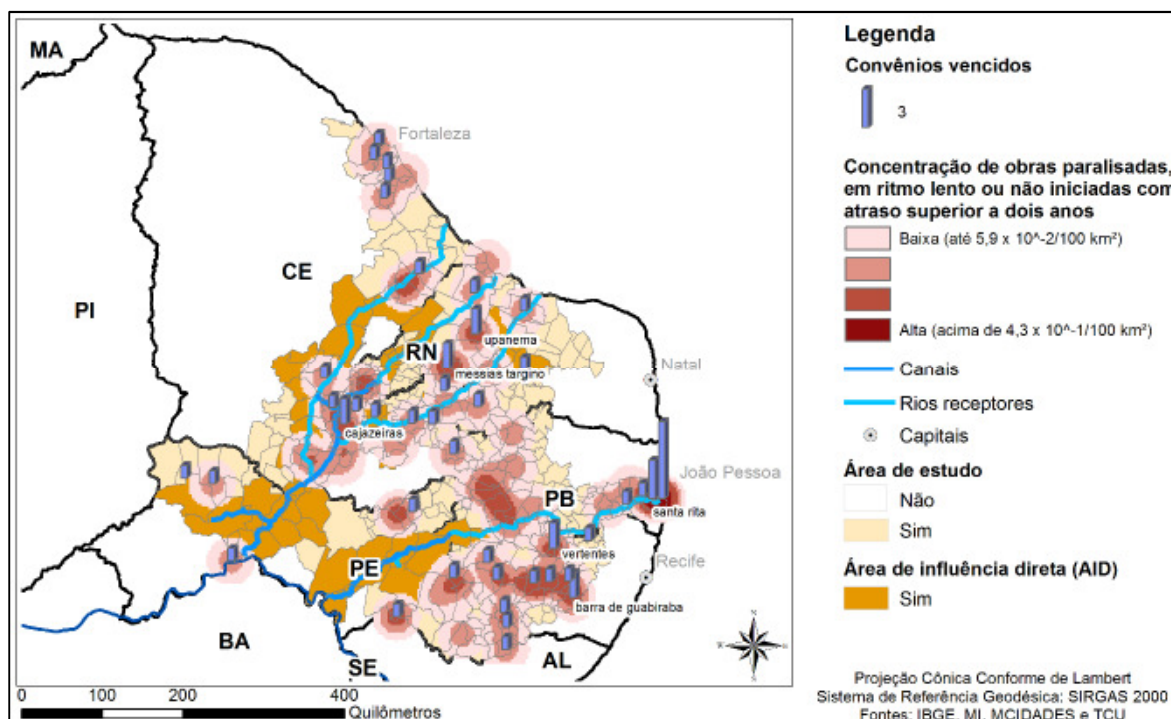 MA
Fortaleza
CE
PI
upanema
RN
messias targino
Natal
cajazeiras
João Pessoa
PB
santa rita
vertentes
PE
Recife
barra de guabiraba
BA
SE
AL
0 100 200 400
Quilômetros
Legenda
Convênios vencidos
3
Concentração de obras paralisadas,
em ritmo lento ou não iniciadas com
atraso superior a dois anos
Baixa (até 5,9 x 10^-2/100 km²)
Alta (acima de 4,3 x 10^-1/100 km²)
Canais
Rios receptores
Capitais
Área de estudo
Não
Sim
Área de influência direta (AID)
Sim
Projeção Cônica Conforme de Lambert
Sistema de Referência Geodésica: SIRGAS 2000
Fontes: IBGE, MI, MCIDADES e TCU